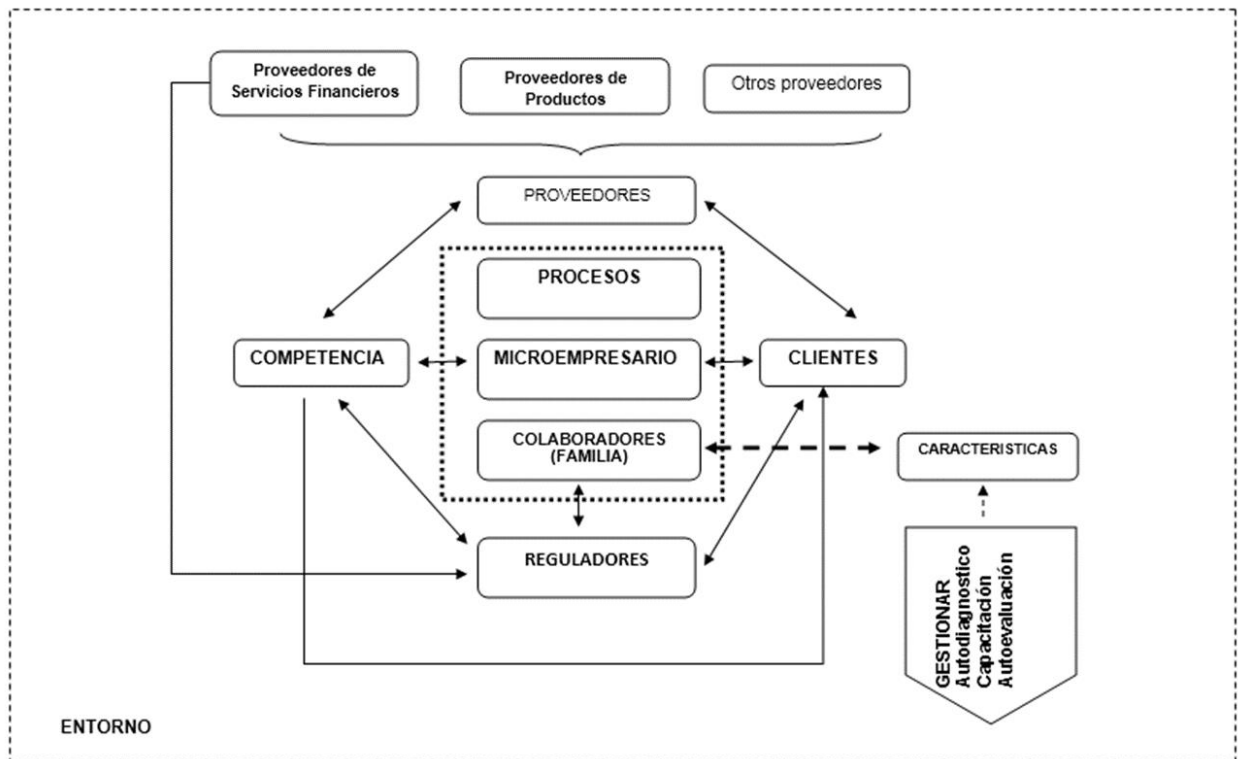 Proveedores de
Servicios Financieros
Proveedores de
Productos
Otros proveedores
PROVEEDORES
PROCESOS
COMPETENCIA
MICROEMPRESARIO
CLIENTES
COLABORADORES
(FAMILIA)
CARACTERISTICAS
REGULADORES
GESTIONAR
Autodiagnostico
Capacitación
Autoevaluación
ENTORNO